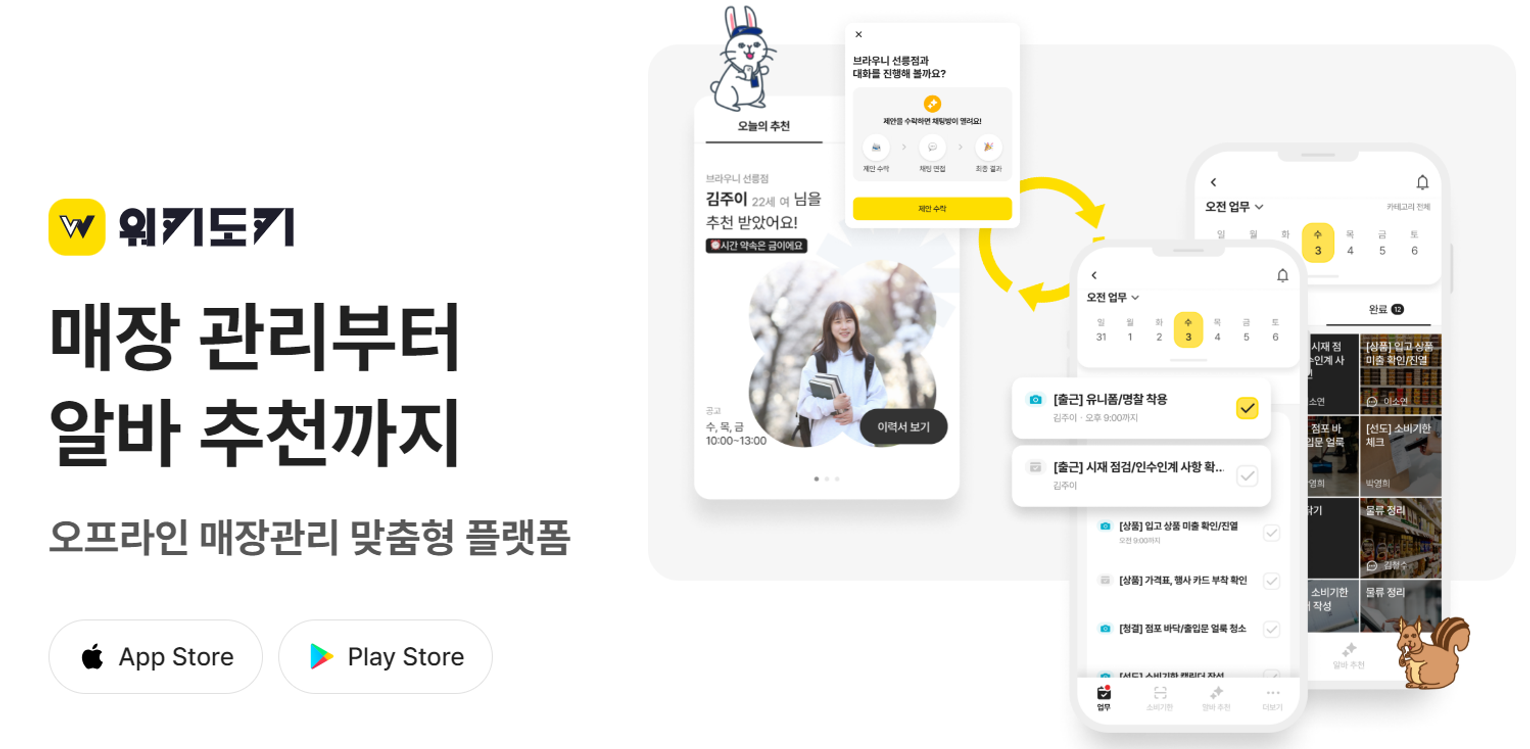 워키도키
매장 관리부터
알바 추천까지
오프라인 매장관리 맞춤형 플랫폼
App Store
Play Store
오늘의 추천
브라우니 선릉점
김주이 22세 여 님을
추천 받았어요!
⏰시간 약속은 금이에요
공고
수, 목, 금
10:00~13:00
이력서 보기
브라우니 선릉점과
대화를 진행해 볼까요?
제안을 수락하면 채팅방이 열려요!
제안 수락
채팅 면접
최종 결과
제안 수락
오전 업무
일 월 화 수 목 금 토
31 1 2 3 4 5 6
[출근] 유니폼/명찰 착용
김주이 · 오후 9:00까지
[출근] 시재 점검/인수인계 사항 확...
김주이
[상품] 입고 상품 미출 확인/진열
오전 9:00까지
[상품] 가격표, 행사 카드 부착 확인
[청결] 점포 바닥/출입문 얼룩 청소
[선도] 소비기한 캘린더 작성
업무
소비기한
알바 추천
더보기
오전 업무
카테고리 전체
일 월 화 수 목 금 토
3 4 5 6
완료 12
시재 점
[상품] 입고 상품
미출 확인/진열
이소연
점포 바
입문 얼룩
[선도] 소비기한
체크
박영희
물류 정리
김철수
소비기한
작성
물류 정리
알바 추천